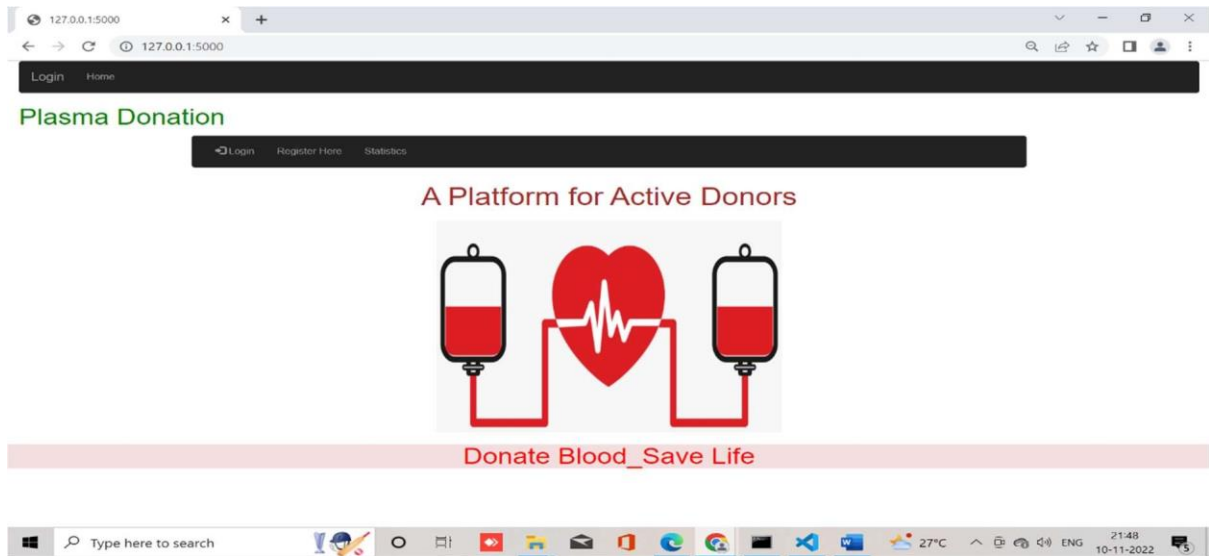 127.0.0.1:5000
127.0.0.1:5000
Login Home
Plasma Donation
Login Register Here Statistics
A Platform for Active Donors
Donate Blood_Save Life
Type here to search 27°C ENG 21:48
10-11-2022 5